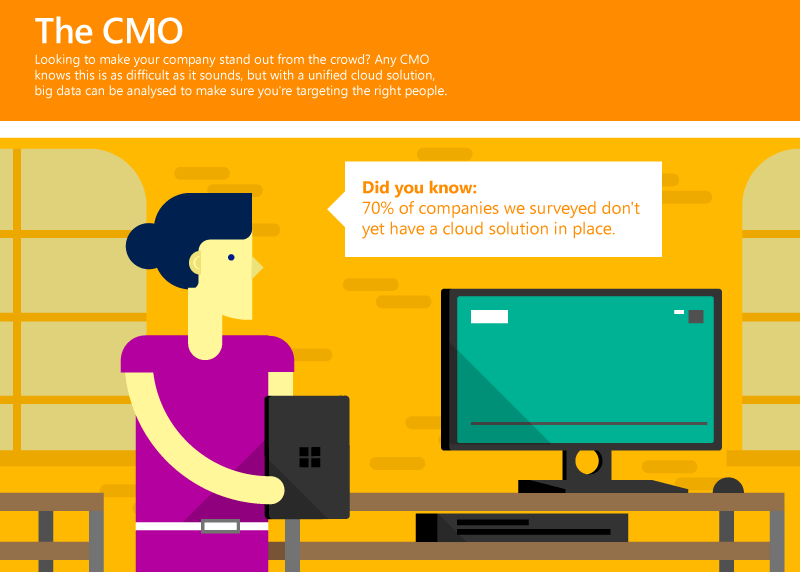 The CMO
Looking to make your company stand out from the crowd? Any CMO
knows this is as difficult as it sounds, but with a unified cloud solution,
big data can be analysed to make sure you're targeting the right people.
Did you know:
70% of companies we surveyed don't
yet have a cloud solution in place.